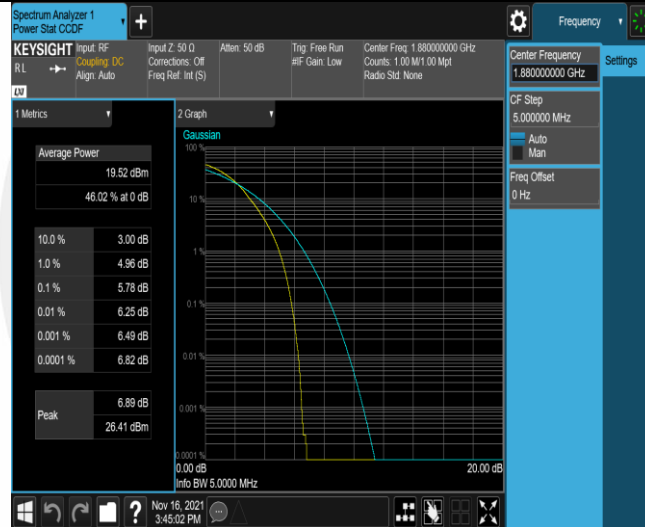 Spectrum Analyzer 1
Power Stat CCDF
Frequency
KEYSIGHT
RL
LXI
Input: RF
Coupling: DC
Align: Auto
Input Z: 50 Ω
Corrections: Off
Freq Ref: Int (S)
Atten: 50 dB
Trig: Free Run
#IF Gain: Low
Center Freq: 1.880000000 GHz
Counts: 1.00 M/1.00 Mpt
Radio Std: None
Center Frequency
1.880000000 GHz
Settings
CF Step
5.000000 MHz
Auto
Man
Freq Offset
0 Hz
1 Metrics
Average Power
19.52 dBm
46.02 % at 0 dB
10.0 % 3.00 dB
1.0 % 4.96 dB
0.1 % 5.78 dB
0.01 % 6.25 dB
0.001 % 6.49 dB
0.0001 % 6.82 dB
Peak
6.89 dB
26.41 dBm
2 Graph
Gaussian
100 %
10 %
1 %
0.1 %
0.01 %
0.001 %
0.0001 %
0.00 dB
20.00 dB
Info BW 5.0000 MHz
?
Nov 16, 2021
3:45:02 PM